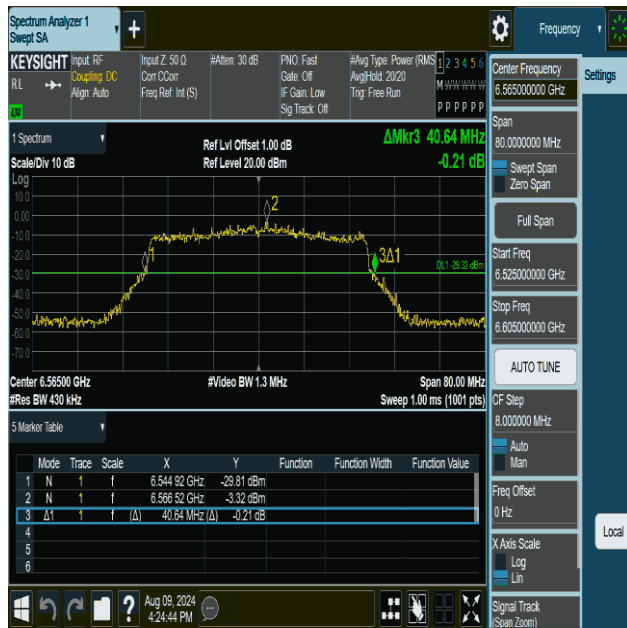 Spectrum Analyzer 1
Swept SA
Frequency
KEYSIGHT
RL
Input: RF
Coupling: DC
Align: Auto
Input Z: 50 Ω
Corr CCorr
Freq Ref: Int (S)
#Atten: 30 dB
PNO: Fast
Gate: Off
IF Gain: Low
Sig Track: Off
#Avg Type: Power (RMS
Avg|Hold: 20/20
Trig: Free Run
1 2 3 4 5 6
M W W W W W
P P P P P P
1 Spectrum
Scale/Div 10 dB
Ref Lvl Offset 1.00 dB
Ref Level 20.00 dBm
ΔMkr3 40.64 MHz
-0.21 dB
Log
10.0
0.00
-10.0
-20.0
-30.0
-40.0
-50.0
-60.0
-70.0
1
2
3Δ1
DL1 -29.32 dBm
Center 6.56500 GHz
#Video BW 1.3 MHz
Span 80.00 MHz
#Res BW 430 kHz
Sweep 1.00 ms (1001 pts)
5 Marker Table
Mode Trace Scale X Y Function Function Width Function Value
1 N 1 f 6.544 92 GHz -29.81 dBm
2 N 1 f 6.566 52 GHz -3.32 dBm
3 Δ1 1 f (Δ) 40.64 MHz (Δ) -0.21 dB
4
5
6
Aug 09, 2024
4:24:44 PM
Center Frequency
6.565000000 GHz
Settings
Span
80.0000000 MHz
Swept Span
Zero Span
Full Span
Start Freq
6.525000000 GHz
Stop Freq
6.605000000 GHz
AUTO TUNE
CF Step
8.000000 MHz
Auto
Man
Freq Offset
0 Hz
X Axis Scale
Log
Lin
Local
Signal Track
(Span Zoom)